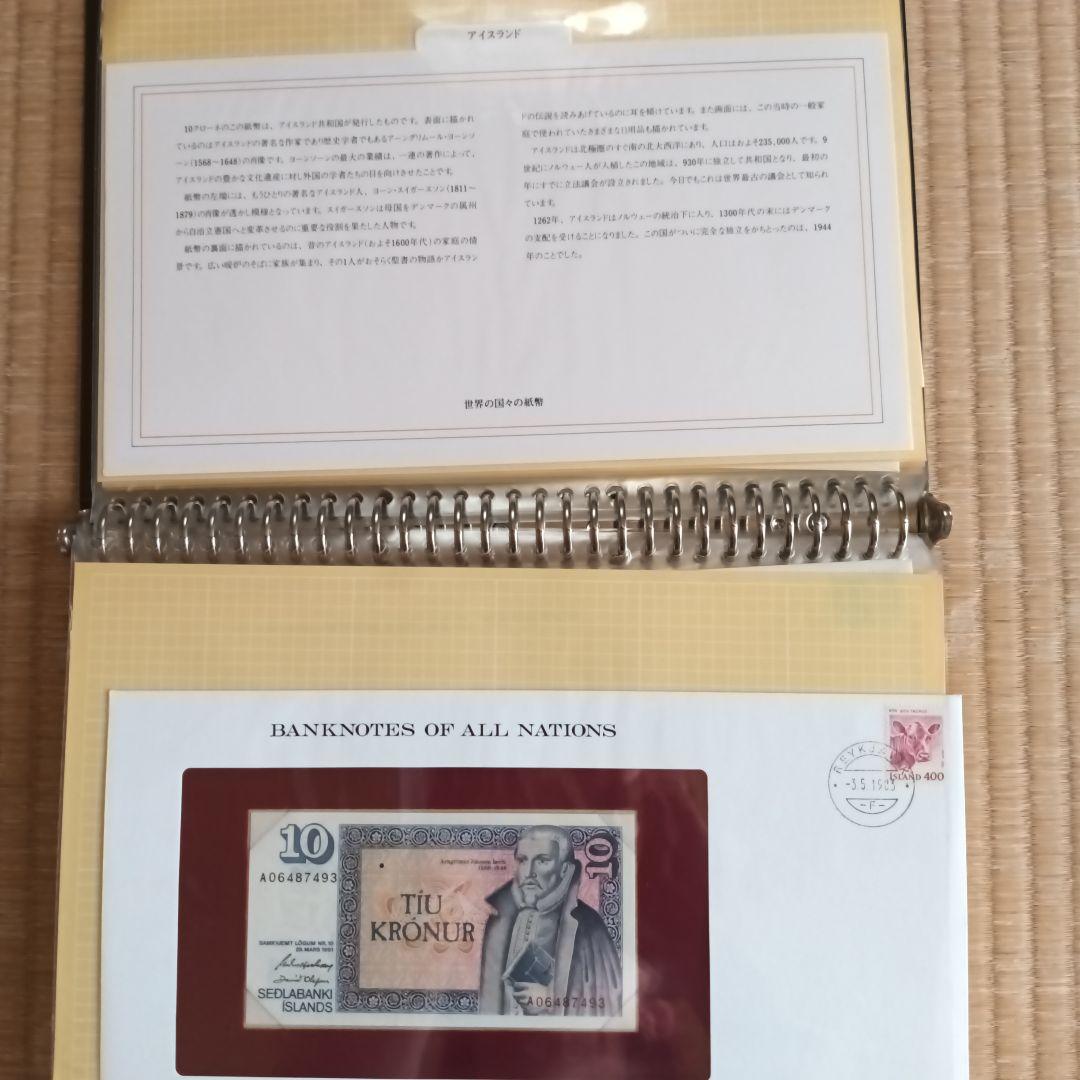 アイスランド
10クローネのこの紙幣は、アイスランド共和国が発行したものです。表面に描かれ
ているのはアイスランドの著名な作家であり歴史学者でもあるアーングリムール・ヨーンソ
ーン(1568〜1648)の肖像です。ヨーンソーンの最大の業績は、一連の著作によって、
アイスランドの豊かな文化遺産に対し外国の学者たちの目を向けさせたことです。
紙幣の左端には、もうひとりの著名なアイスランド人、ヨーン・スイガーズソン(1811〜
1879)の肖像が透かし模様となっています。スイガーズソンは母国をデンマークの属州
から自治立憲国へと変革させるのに重要な役割を果たした人物です。
紙幣の裏面に描かれているのは、昔のアイスランド(およそ1600年代)の家庭の情
景です。広い暖炉のそばに家族が集まり、その1人がおそらく聖書の物語かアイスラン
ドの伝説を読みあげているのに耳を傾けています。また画面には、この当時の一般家
庭で使われていたさまざまな日用品も描かれています。
アイスランドは北極圏のすぐ南の北大西洋にあり、人口はおよそ235,000人です。9
世紀にノルウェー人が入植したこの地域は、930年に独立して共和国となり、最初の
年にすでに立法議会が設立されました。今日でもこれは世界最古の議会として知られ
ています。
1262年、アイスランドはノルウェーの統治下に入り、1300年代の末にはデンマーク
の支配を受けることになりました。この国がついに完全な独立をかちとったのは、1944
年のことでした。
世界の国々の紙幣
BANKNOTES OF ALL NATIONS
ÍSLAND 400
REYKJA
-3.5.1983
-F-
10
A06487493
10
Arngrímur Jónsson lærði
1568-1648
TÍU
KRÓNUR
SAMKVÆMT LÖGUM NR. 10
29. MARS 1961
SEÐLABANKI
ÍSLANDS
A06487493